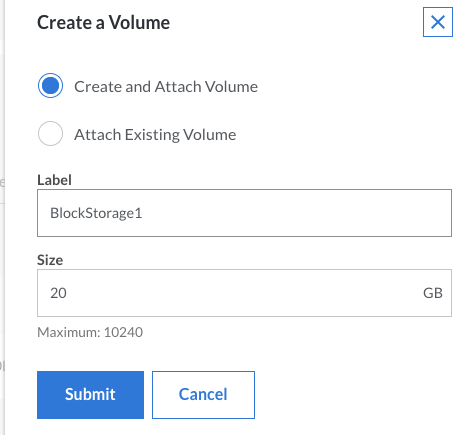 Create a Volume
Create and Attach Volume
Attach Existing Volume
Label
BlockStorage1
Size
20 GB
Maximum: 10240
Submit Cancel